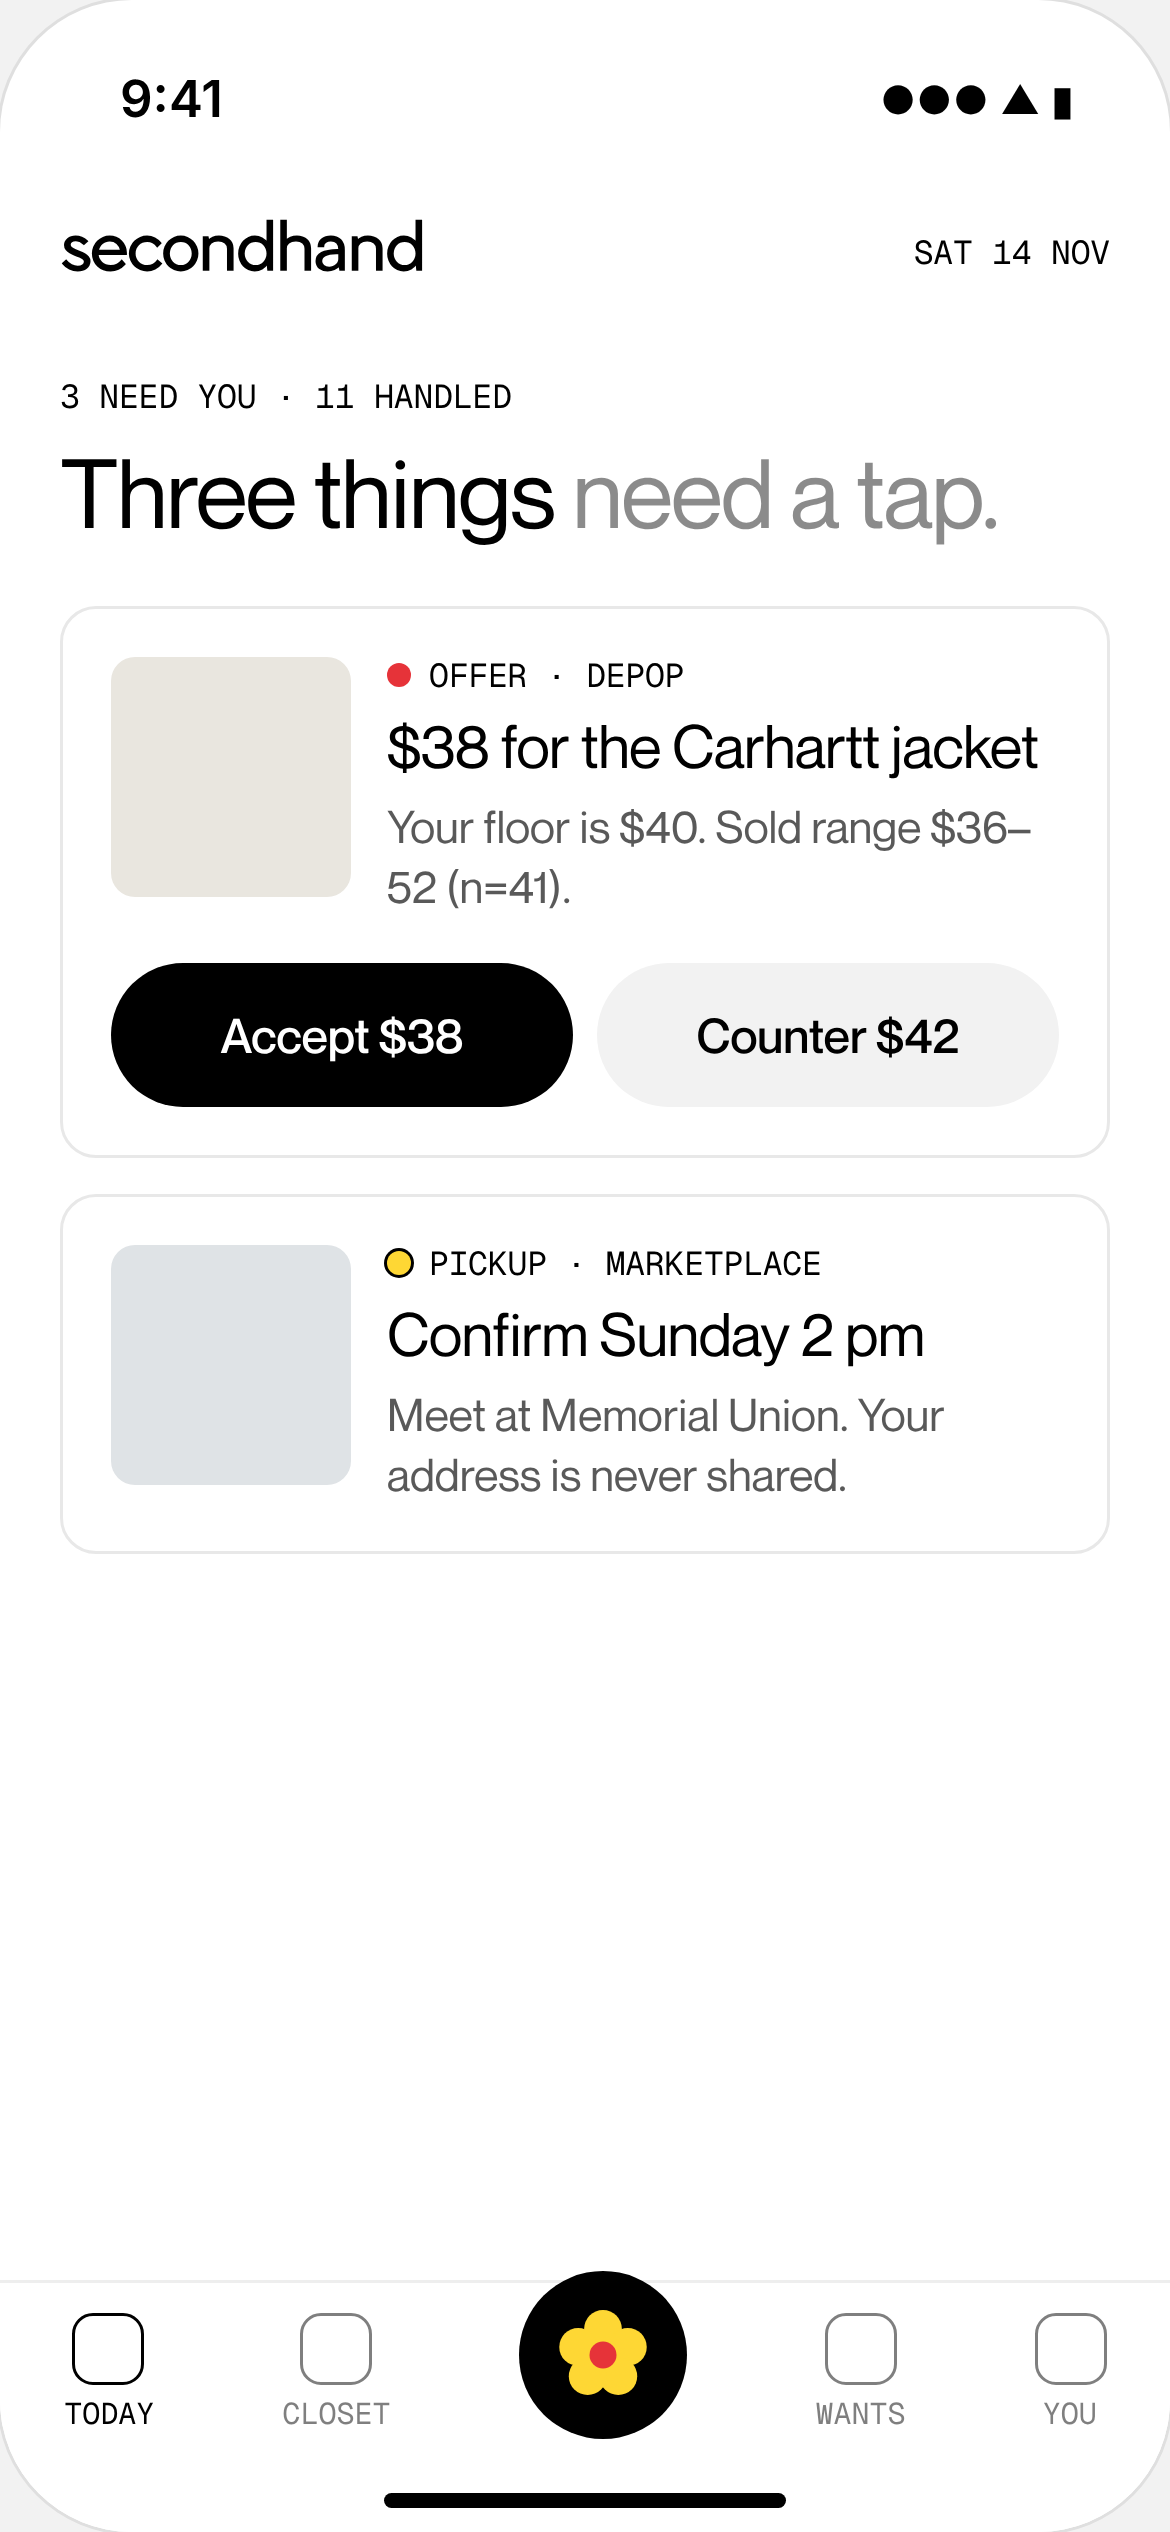 9:41
secondhand
SAT 14 NOV
3 NEED YOU · 11 HANDLED
Three things need a tap.
OFFER · DEPOP
$38 for the Carhartt jacket
Your floor is $40. Sold range $36–
52 (n=41).
Accept $38
Counter $42
PICKUP · MARKETPLACE
Confirm Sunday 2 pm
Meet at Memorial Union. Your
address is never shared.
TODAY
CLOSET
WANTS
YOU